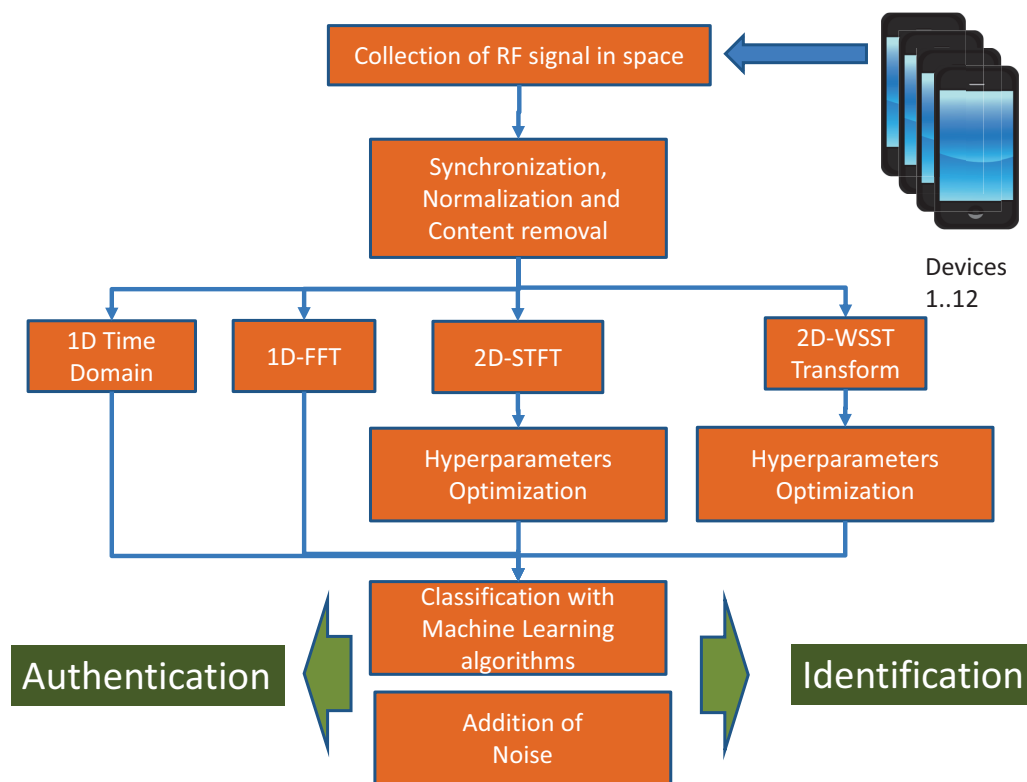 Collection of RF signal in space
Synchronization,
Normalization and
Content removal
Devices
1..12
1D Time
Domain
1D-FFT
2D-STFT
2D-WSST
Transform
Hyperparameters
Optimization
Hyperparameters
Optimization
Classification with
Machine Learning
algorithms
Authentication
Identification
Addition of
Noise